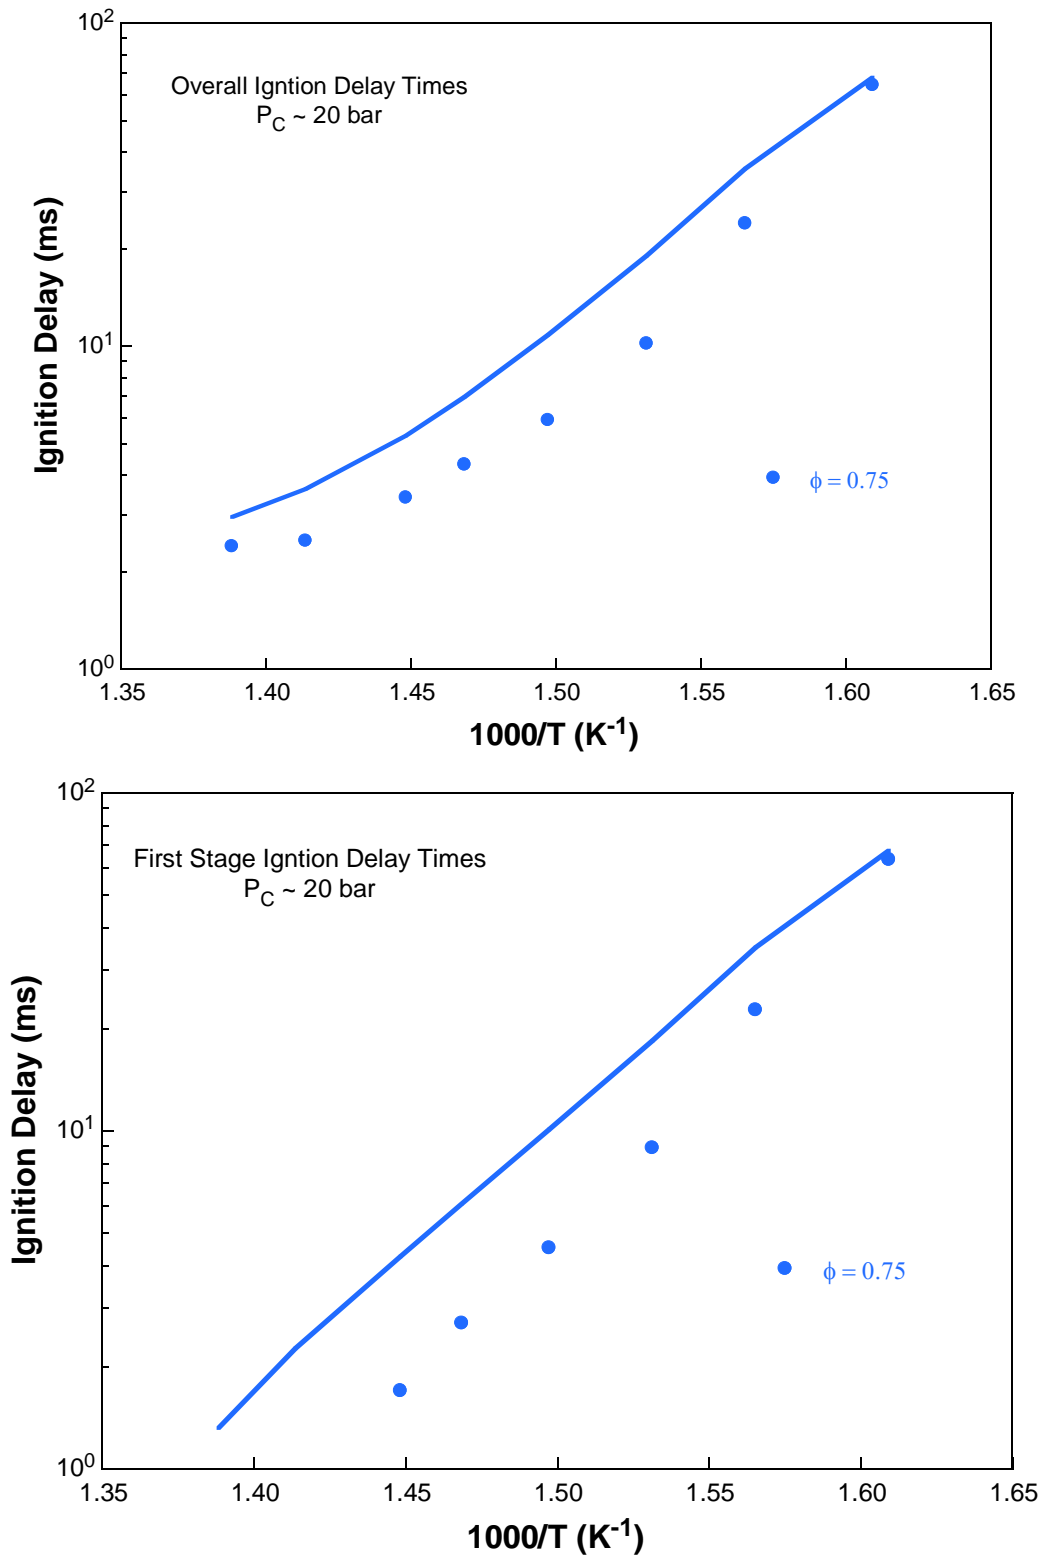 10^2
Overall Igntion Delay Times
P_C ~ 20 bar
Ignition Delay (ms)
10^1
ϕ = 0.75
10^0
1.35 1.40 1.45 1.50 1.55 1.60 1.65
1000/T (K^-1)
10^2
First Stage Igntion Delay Times
P_C ~ 20 bar
Ignition Delay (ms)
10^1
ϕ = 0.75
10^0
1.35 1.40 1.45 1.50 1.55 1.60 1.65
1000/T (K^-1)